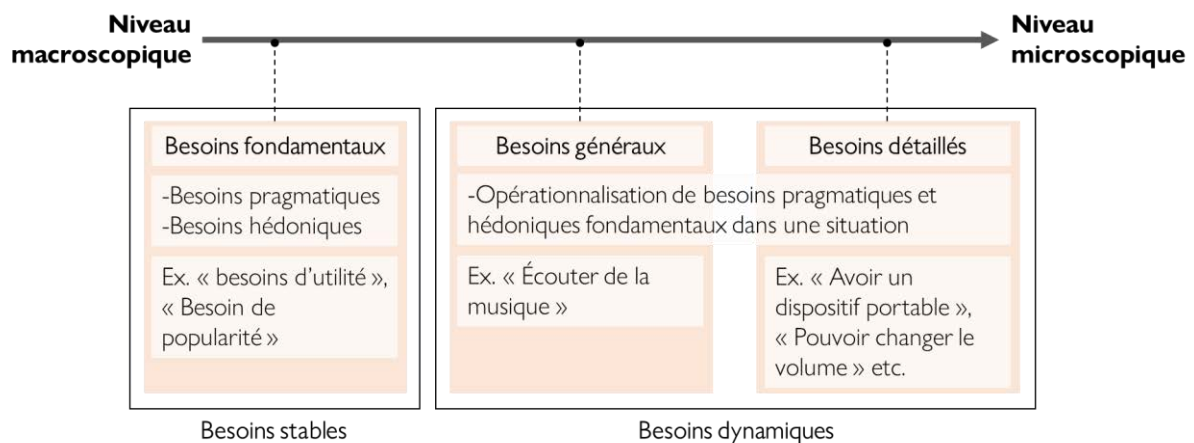 Niveau
macroscopique
Niveau
microscopique
Besoins fondamentaux
-Besoins pragmatiques
-Besoins hédoniques
Ex. « besoins d'utilité »,
« Besoin de
popularité »
Besoins généraux
Besoins détaillés
-Opérationnalisation de besoins pragmatiques et
hédoniques fondamentaux dans une situation
Ex. « Écouter de la
musique »
Ex. « Avoir un
dispositif portable »,
« Pouvoir changer le
volume » etc.
Besoins stables
Besoins dynamiques